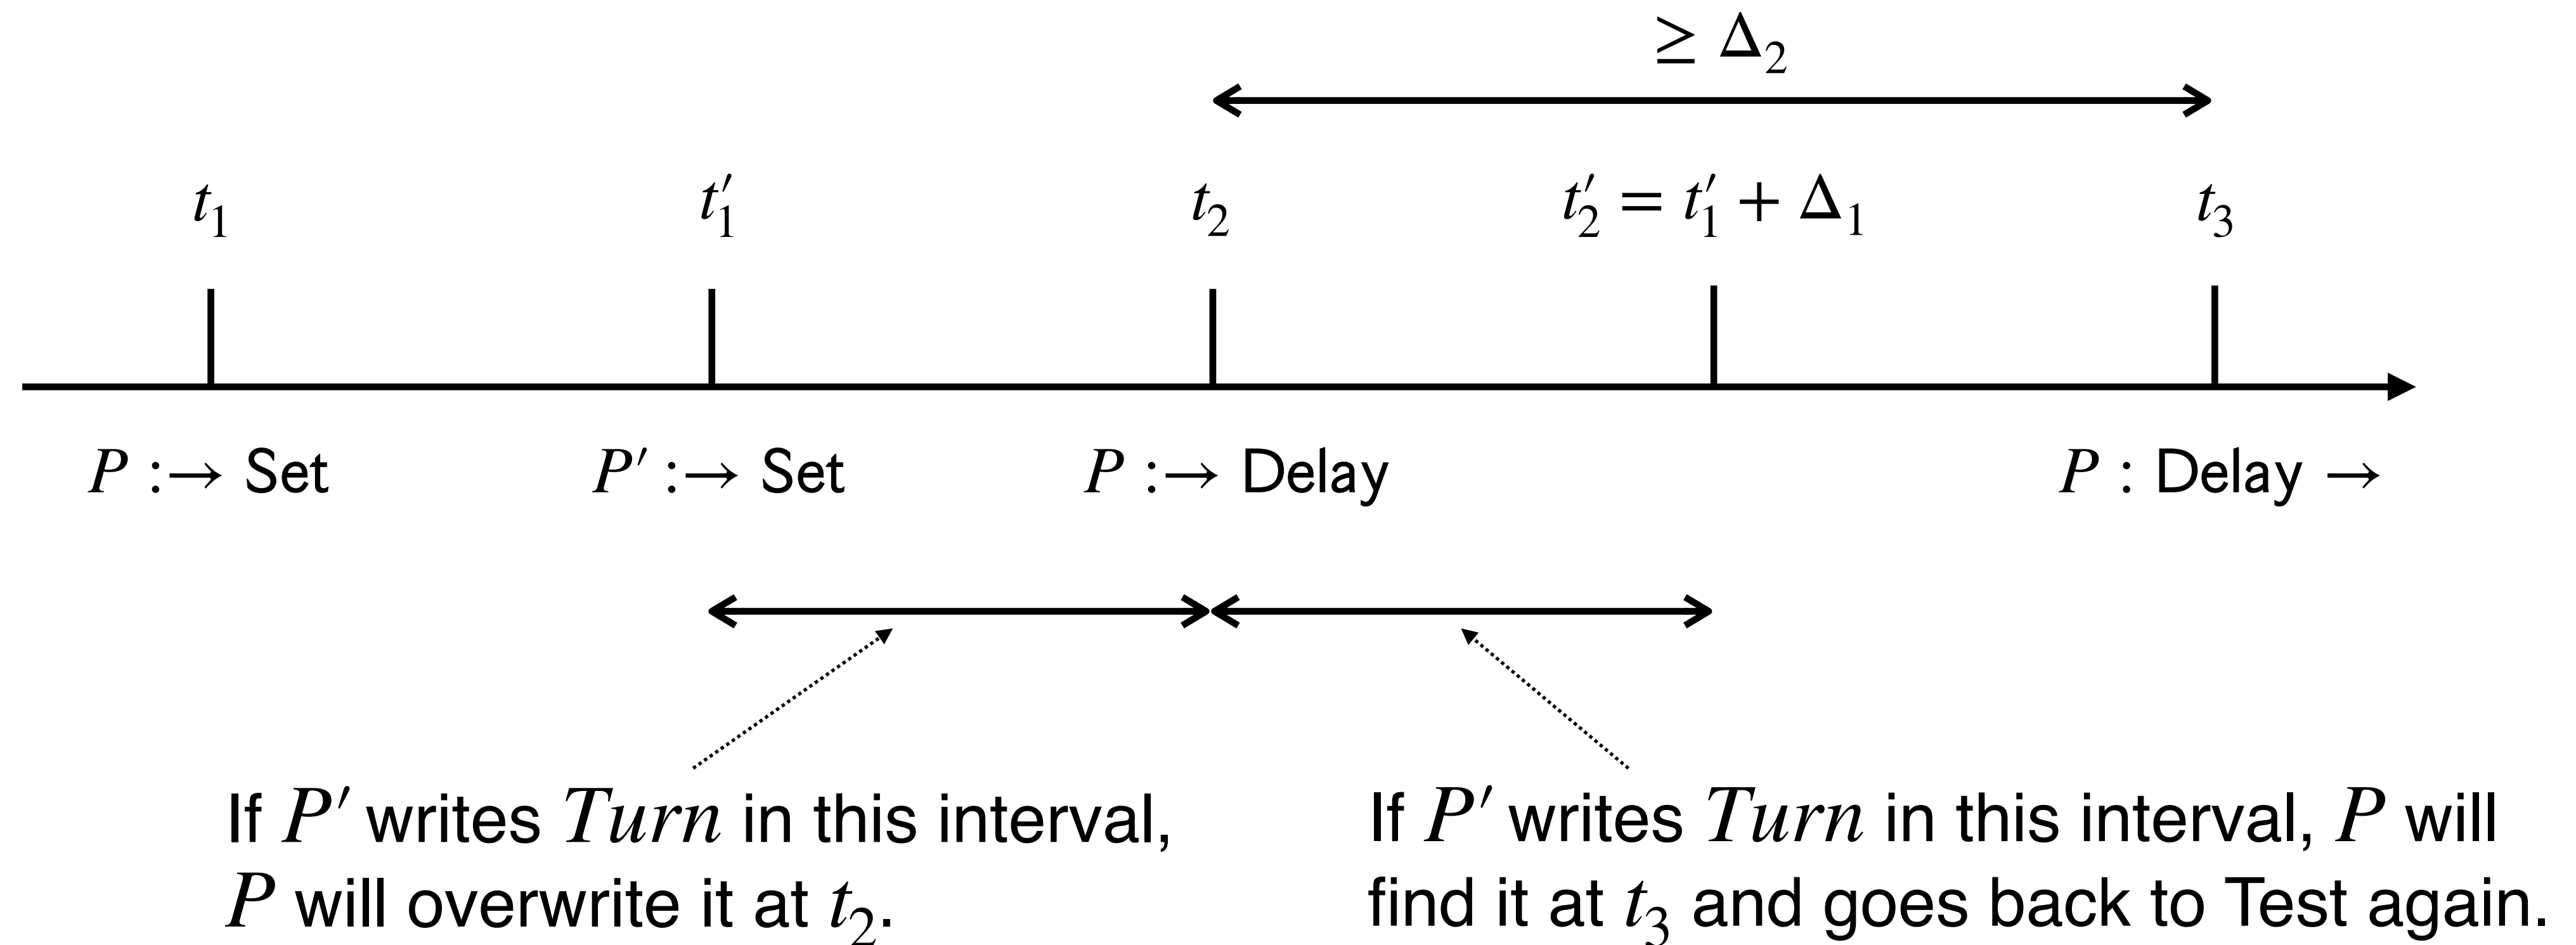 ≥ Δ₂
t₁ t′₁ t₂ t′₂ = t′₁ + Δ₁ t₃
P :→ Set P′ :→ Set P :→ Delay P : Delay →
If P′ writes Turn in this interval,
P will overwrite it at t₂.
If P′ writes Turn in this interval, P will
find it at t₃ and goes back to Test again.